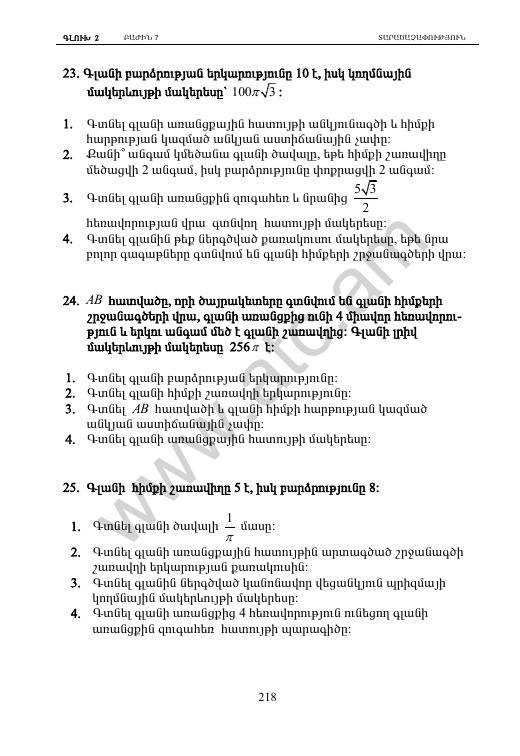 ԳԼՈՒԽ 2 ԲԱԺԻՆ 7 ՏԱՐԱԾԱՉԱՓՈՒԹՅՈՒՆ
23. Գլանի բարձրության երկարությունը 10 է, իսկ կողմնային
մակերևույթի մակերեսը՝ 100π√3 :
1. Գտնել գլանի առանցքային հատույթի անկյունագծի և հիմքի
հարթության կազմած անկյան աստիճանային չափը:
2. Քանի՞ անգամ կմեծանա գլանի ծավալը, եթե հիմքի շառավիղը
մեծացվի 2 անգամ, իսկ բարձրությունը փոքրացվի 2 անգամ:
3. Գտնել գլանի առանցքին զուգահեռ և նրանից 5√3/2
հեռավորության վրա գտնվող հատույթի մակերեսը:
4. Գտնել գլանին թեք ներգծված քառակուսու մակերեսը, եթե նրա
բոլոր գագաթները գտնվում են գլանի հիմքերի շրջանագծերի վրա:
24. AB հատվածը, որի ծայրակետերը գտնվում են գլանի հիմքերի
շրջանագծերի վրա, գլանի առանցքից ունի 4 միավոր հեռավորու-
թյուն և երկու անգամ մեծ է գլանի շառավղից: Գլանի լրիվ
մակերևույթի մակերեսը 256π է:
1. Գտնել գլանի բարձրության երկարությունը:
2. Գտնել գլանի հիմքի շառավղի երկարությունը:
3. Գտնել AB հատվածի և գլանի հիմքի հարթության կազմած
անկյան աստիճանային չափը:
4. Գտնել գլանի առանցքային հատույթի մակերեսը:
25. Գլանի հիմքի շառավիղը 5 է, իսկ բարձրությունը 8:
1. Գտնել գլանի ծավալի 1/π մասը:
2. Գտնել գլանի առանցքային հատույթին արտագծած շրջանագծի
շառավղի երկարության քառակուսին:
3. Գտնել գլանին ներգծված կանոնավոր վեցանկյուն պրիզմայի
կողմնային մակերևույթի մակերեսը:
4. Գտնել գլանի առանցքից 4 հեռավորություն ունեցող գլանի
առանցքին զուգահեռ հատույթի պարագիծը:
218
www.atc.am